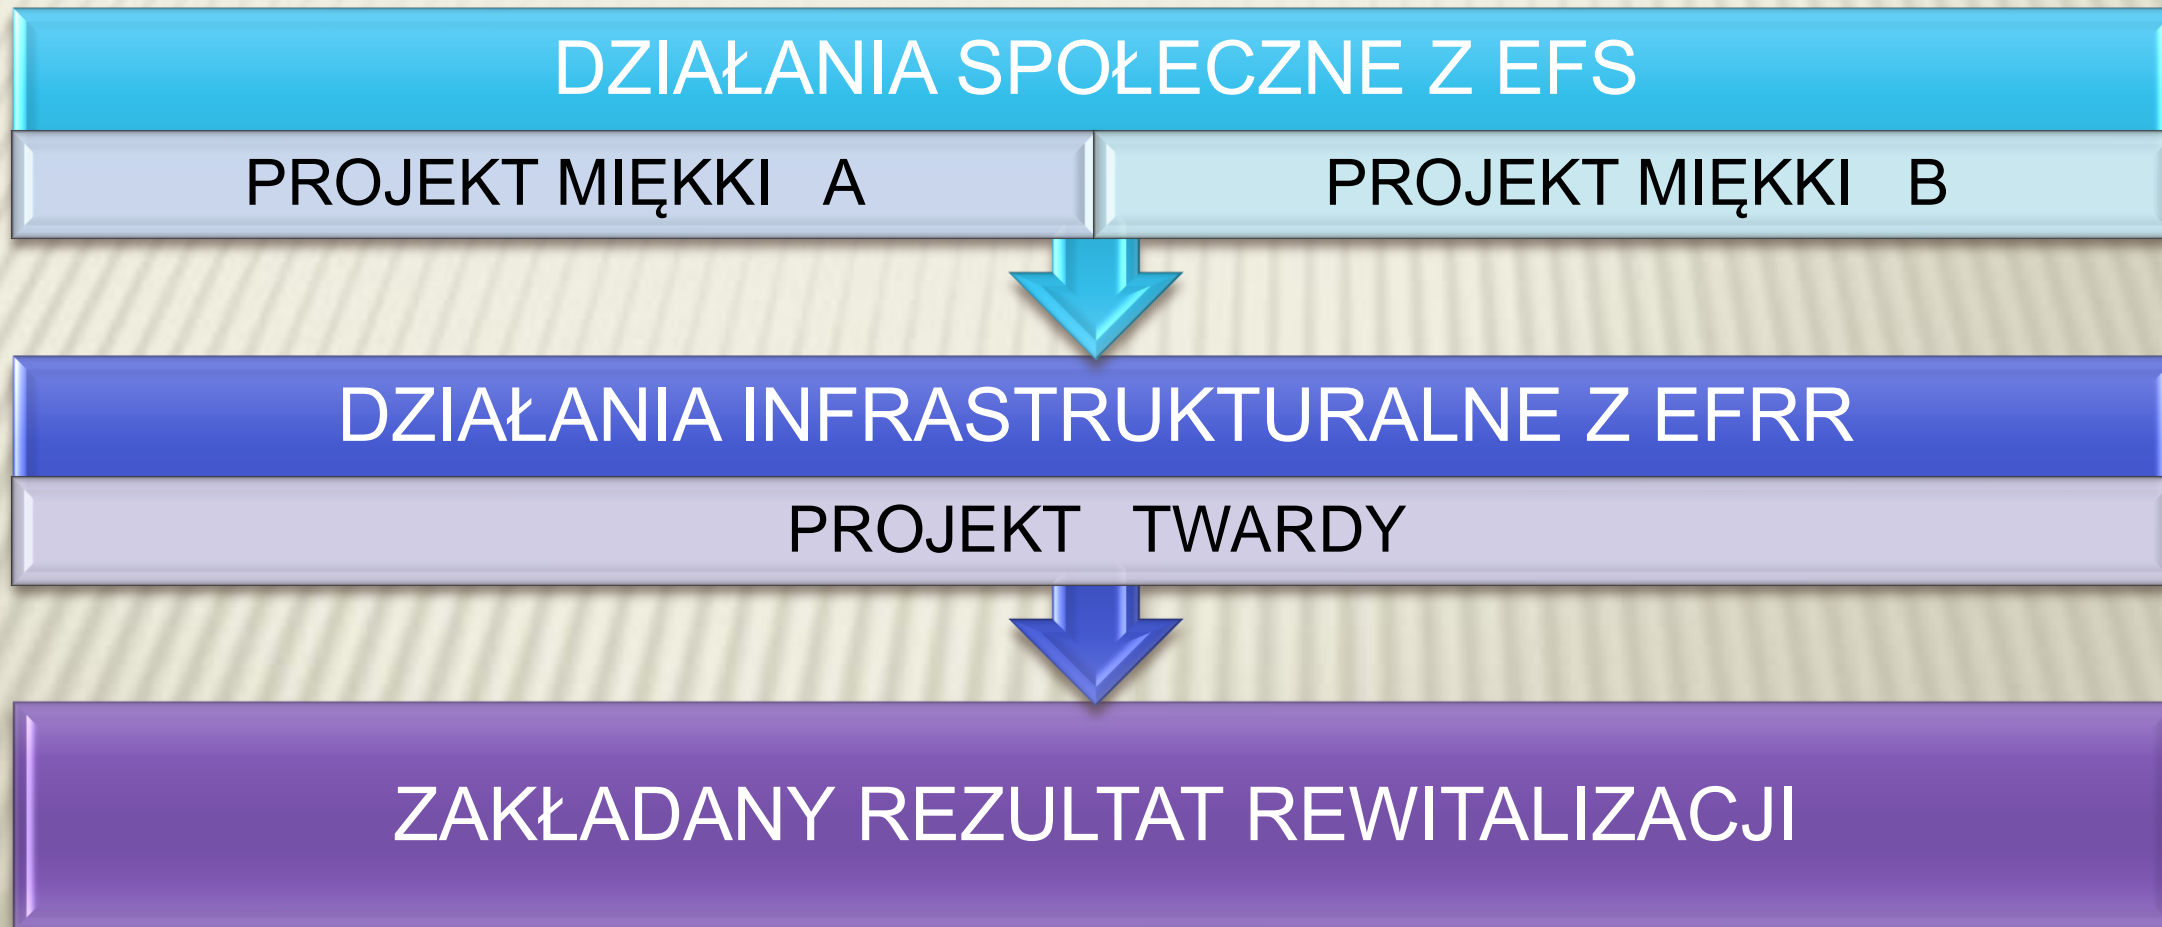 DZIAŁANIA SPOŁECZNE Z EFS
PROJEKT MIĘKKI A
PROJEKT MIĘKKI B
DZIAŁANIA INFRASTRUKTURALNE Z EFRR
PROJEKT TWARDY
ZAKŁADANY REZULTAT REWITALIZACJI